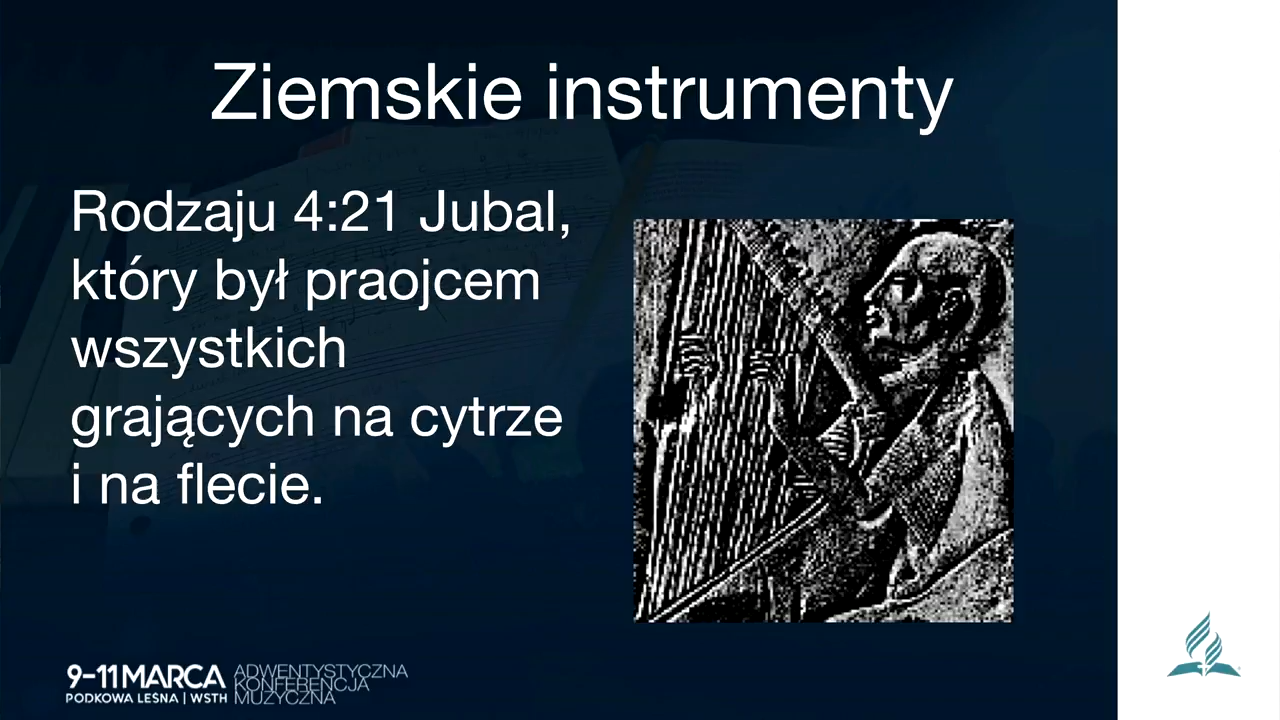 Ziemskie instrumenty
Rodzaju 4:21 Jubal,
który był praojcem
wszystkich
grających na cytrze
i na flecie.
9-11 MARCA
PODKOWA LEŚNA | WSTH
ADWENTYSTYCZNA
KONFERENCJA
MUZYCZNA